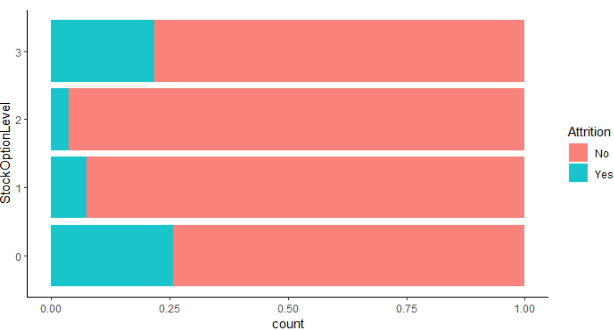 StockOptionLevel
3
2
1
0
0.00 0.25 0.50 0.75 1.00
count
Attrition
No
Yes